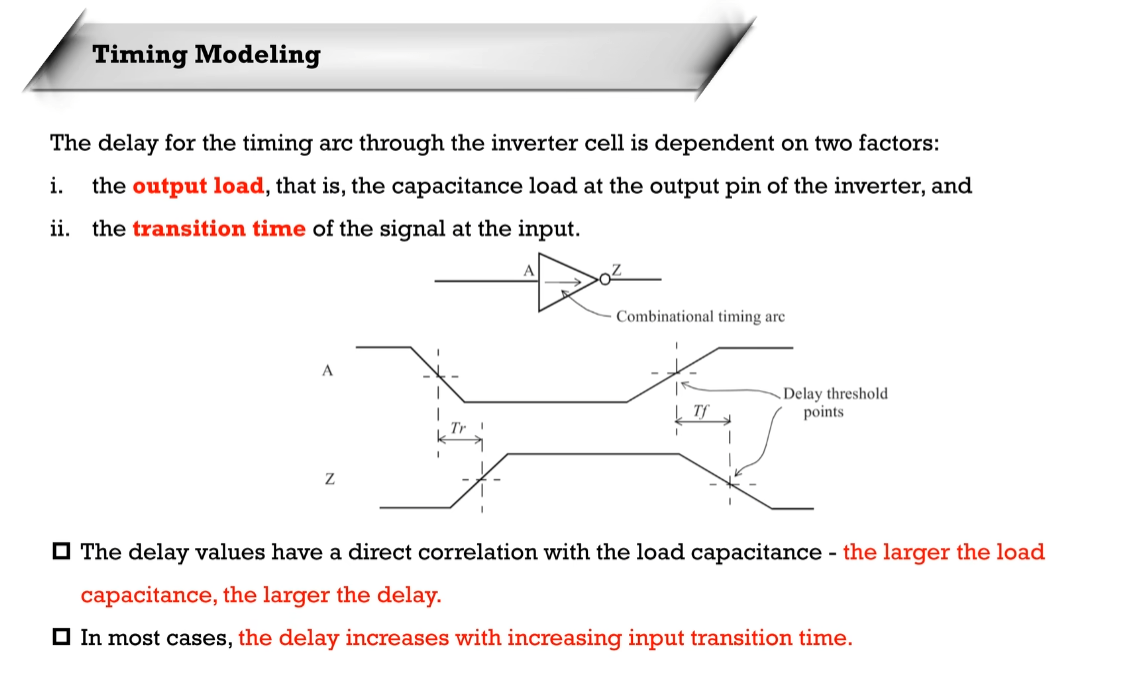 Timing Modeling
The delay for the timing arc through the inverter cell is dependent on two factors:
i. the output load, that is, the capacitance load at the output pin of the inverter, and
ii. the transition time of the signal at the input.
A
Z
Combinational timing arc
A
Delay threshold
points
Tf
Tr
Z
The delay values have a direct correlation with the load capacitance - the larger the load
capacitance, the larger the delay.
In most cases, the delay increases with increasing input transition time.